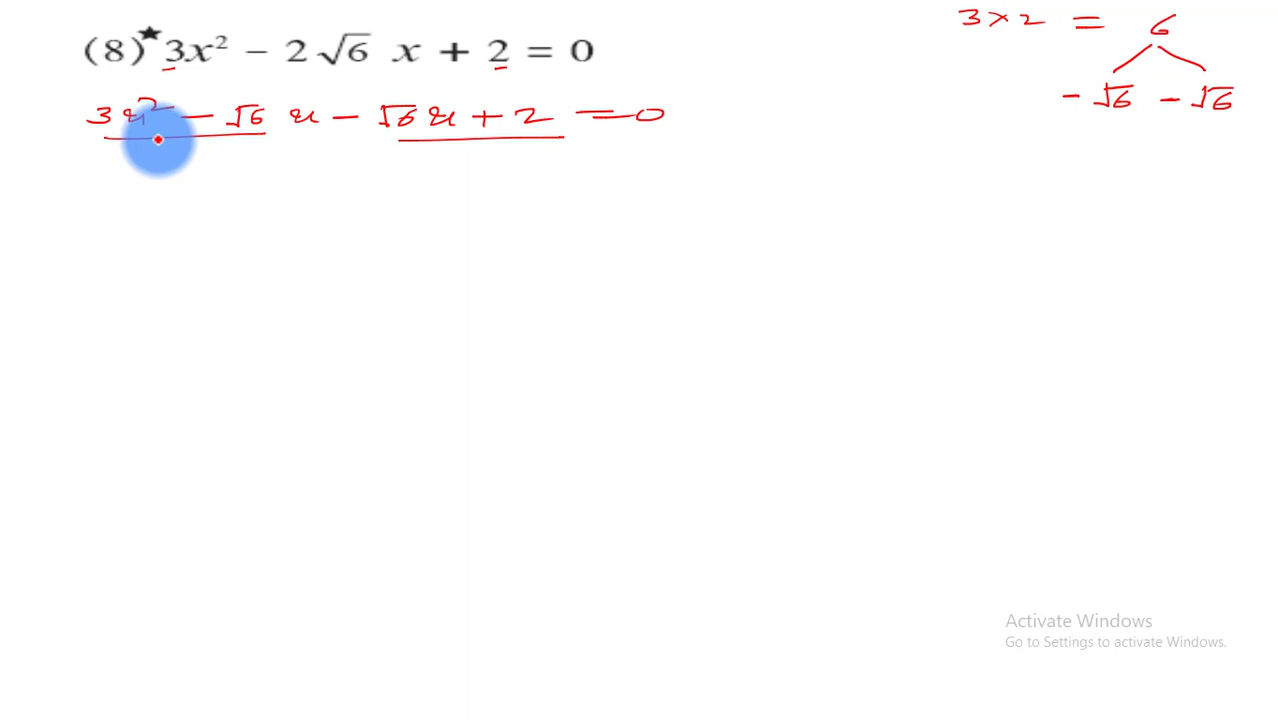 (8)★3x² − 2√6 x + 2 = 0
3x² − √6 x − √6x + 2 = 0
3 × 2 = 6
− √6 − √6
Activate Windows
Go to Settings to activate Windows.